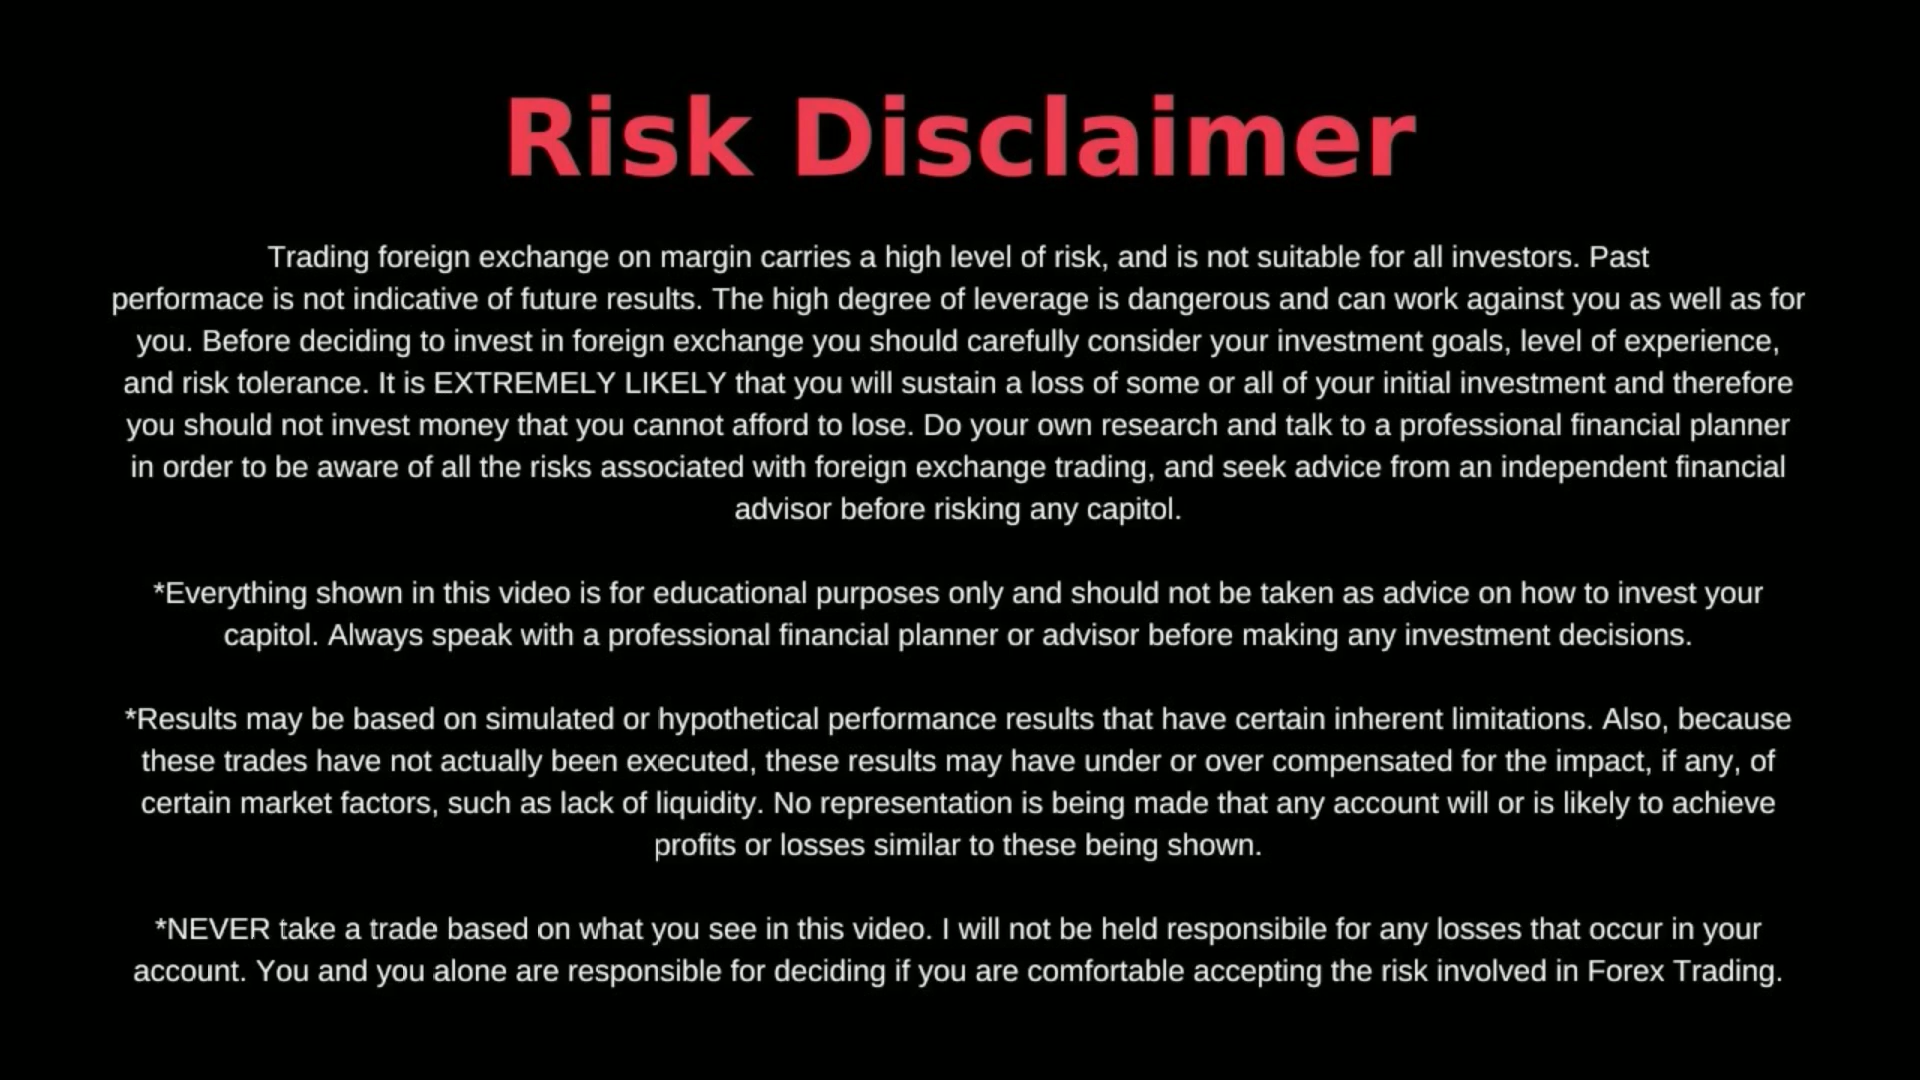 Risk Disclaimer
Trading foreign exchange on margin carries a high level of risk, and is not suitable for all investors. Past
performace is not indicative of future results. The high degree of leverage is dangerous and can work against you as well as for
you. Before deciding to invest in foreign exchange you should carefully consider your investment goals, level of experience,
and risk tolerance. It is EXTREMELY LIKELY that you will sustain a loss of some or all of your initial investment and therefore
you should not invest money that you cannot afford to lose. Do your own research and talk to a professional financial planner
in order to be aware of all the risks associated with foreign exchange trading, and seek advice from an independent financial
advisor before risking any capitol.
*Everything shown in this video is for educational purposes only and should not be taken as advice on how to invest your
capitol. Always speak with a professional financial planner or advisor before making any investment decisions.
*Results may be based on simulated or hypothetical performance results that have certain inherent limitations. Also, because
these trades have not actually been executed, these results may have under or over compensated for the impact, if any, of
certain market factors, such as lack of liquidity. No representation is being made that any account will or is likely to achieve
profits or losses similar to these being shown.
*NEVER take a trade based on what you see in this video. I will not be held responsibile for any losses that occur in your
account. You and you alone are responsible for deciding if you are comfortable accepting the risk involved in Forex Trading.